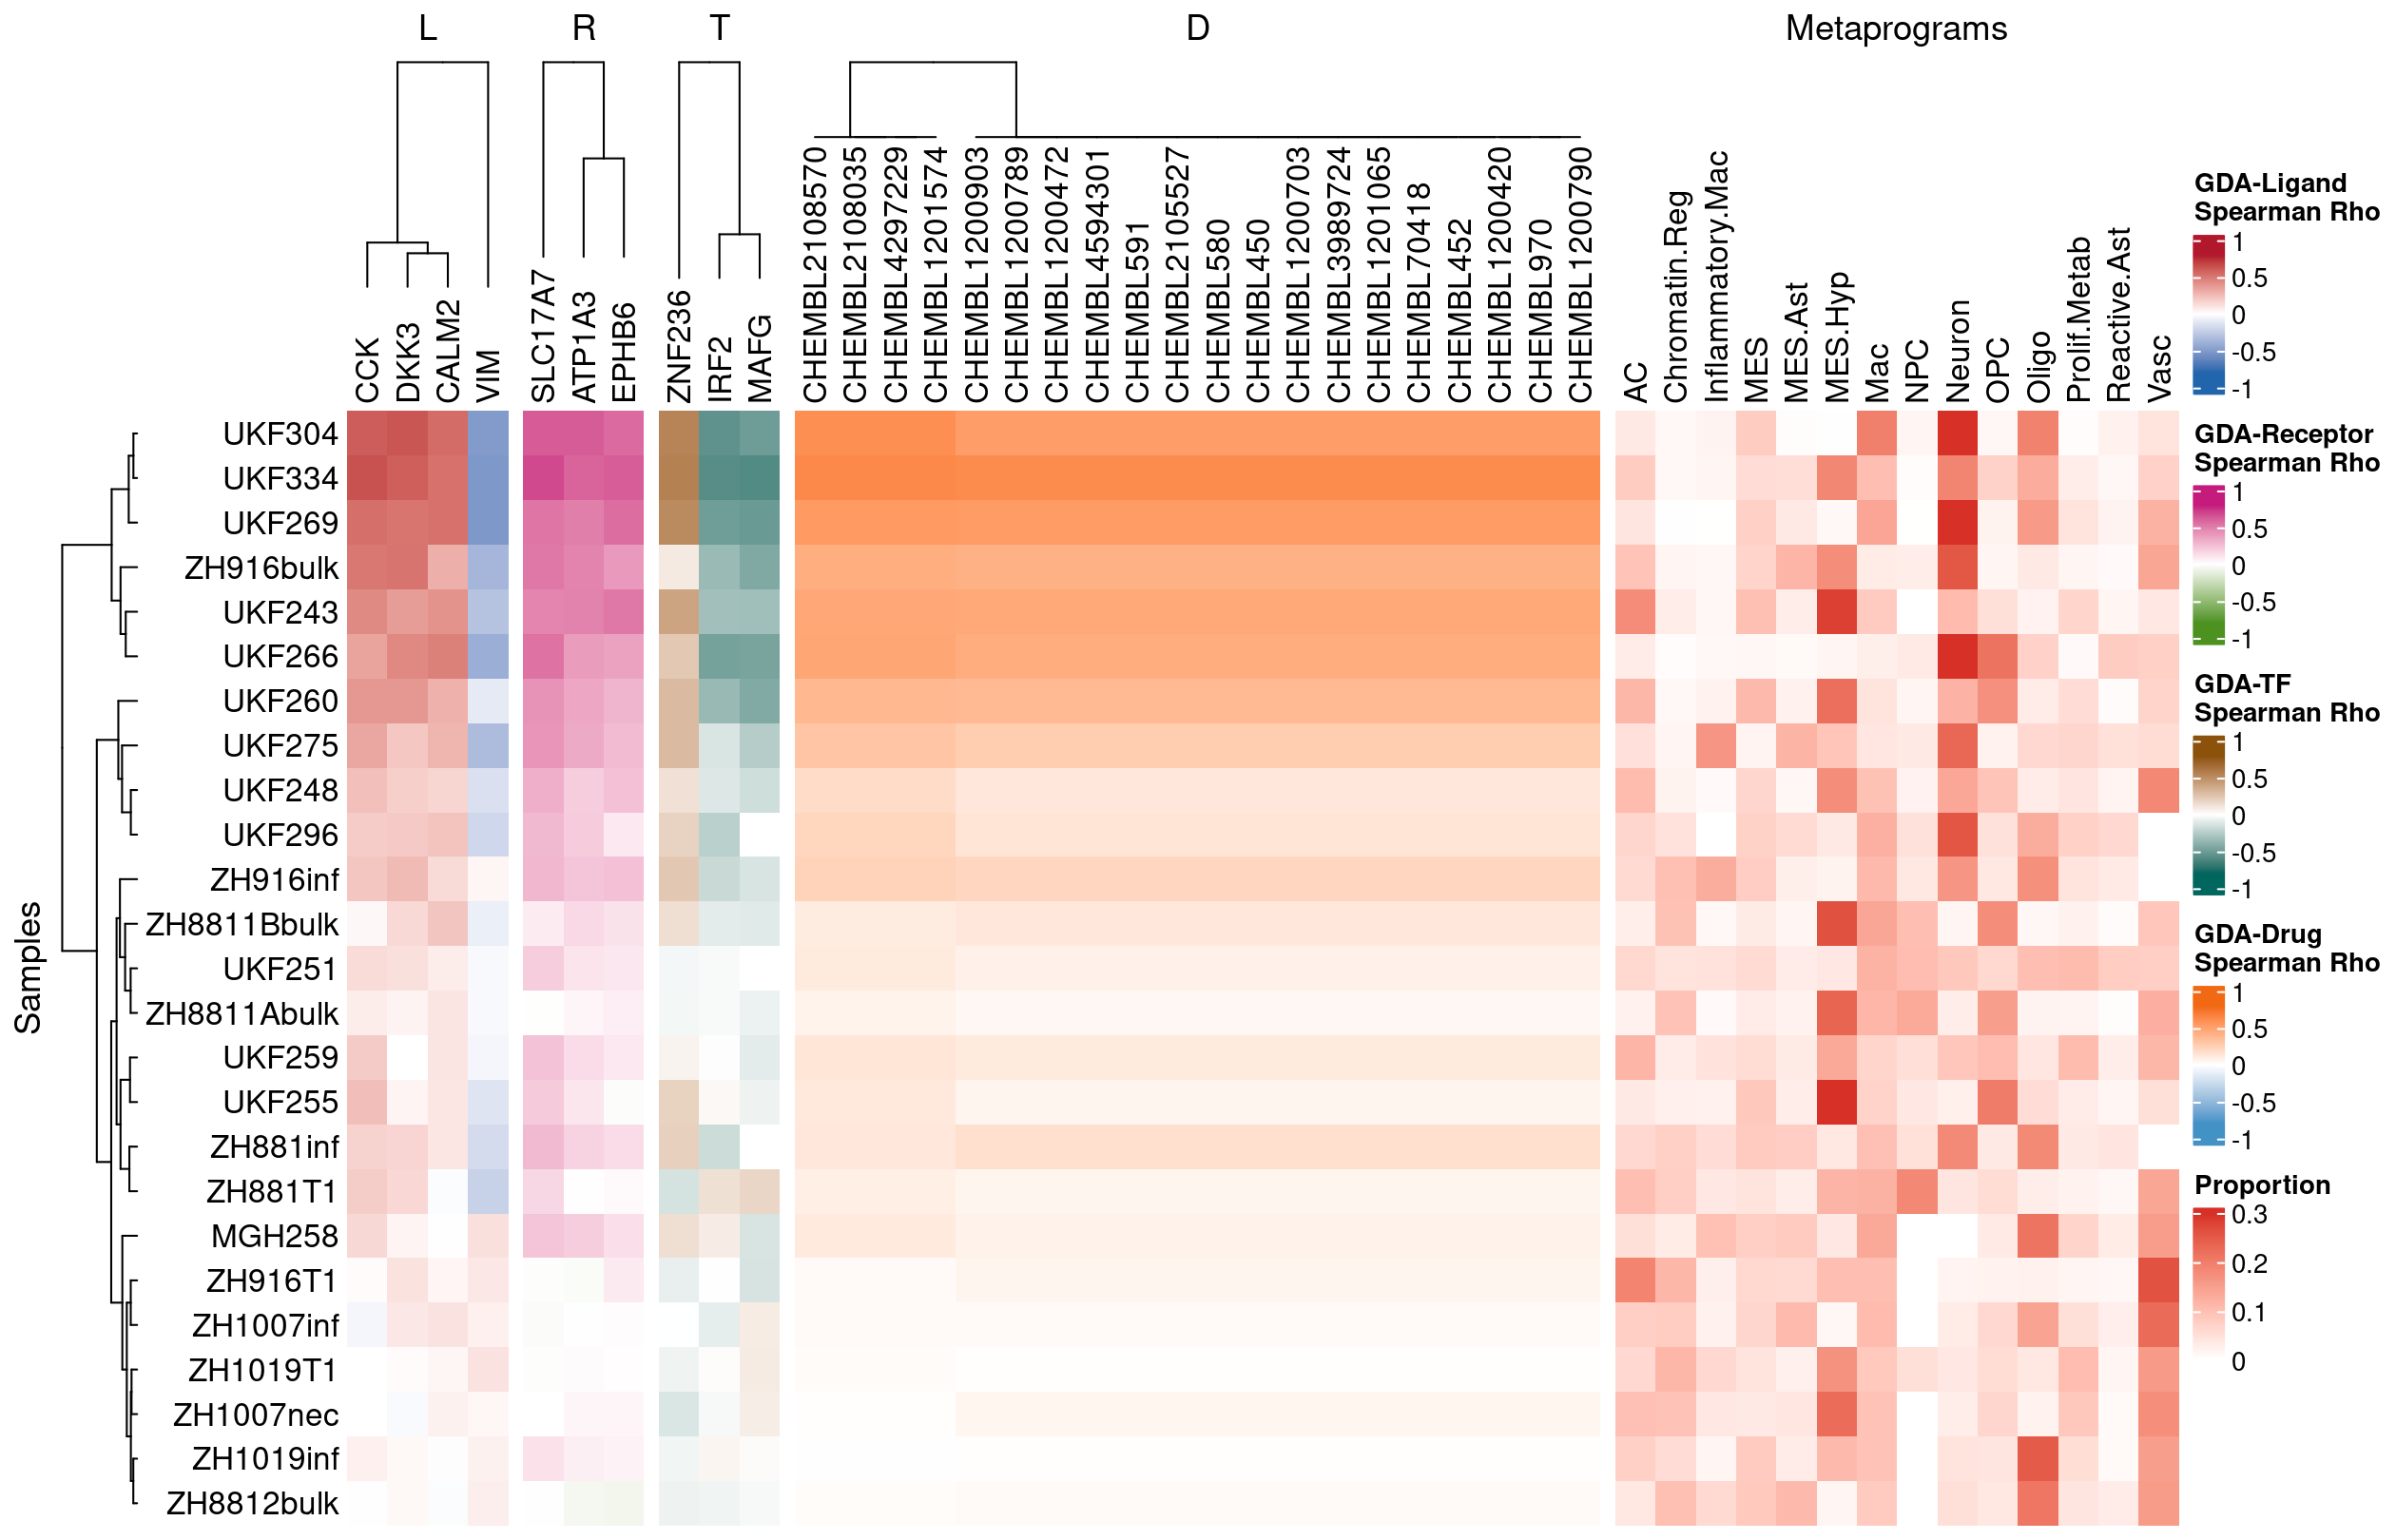 L
R
T
D
Metaprograms
CCK
DKK3
CALM2
VIM
SLC17A7
ATP1A3
EPHB6
ZNF236
IRF2
MAFG
CHEMBL2108570
CHEMBL2108035
CHEMBL4297229
CHEMBL1201574
CHEMBL1200903
CHEMBL1200789
CHEMBL1200472
CHEMBL4594301
CHEMBL591
CHEMBL2105527
CHEMBL580
CHEMBL450
CHEMBL1200703
CHEMBL3989724
CHEMBL1201065
CHEMBL70418
CHEMBL452
CHEMBL1200420
CHEMBL970
CHEMBL1200790
AC
Chromatin.Reg
Inflammatory.Mac
MES
MES.Ast
MES.Hyp
Mac
NPC
Neuron
OPC
Oligo
Prolif.Metab
Reactive.Ast
Vasc
Samples
UKF304
UKF334
UKF269
ZH916bulk
UKF243
UKF266
UKF260
UKF275
UKF248
UKF296
ZH916inf
ZH8811Bbulk
UKF251
ZH8811Abulk
UKF259
UKF255
ZH881inf
ZH881T1
MGH258
ZH916T1
ZH1007inf
ZH1019T1
ZH1007nec
ZH1019inf
ZH8812bulk
GDA-Ligand
Spearman Rho
1
0.5
0
-0.5
-1
GDA-Receptor
Spearman Rho
1
0.5
0
-0.5
-1
GDA-TF
Spearman Rho
1
0.5
0
-0.5
-1
GDA-Drug
Spearman Rho
1
0.5
0
-0.5
-1
Proportion
0.3
0.2
0.1
0